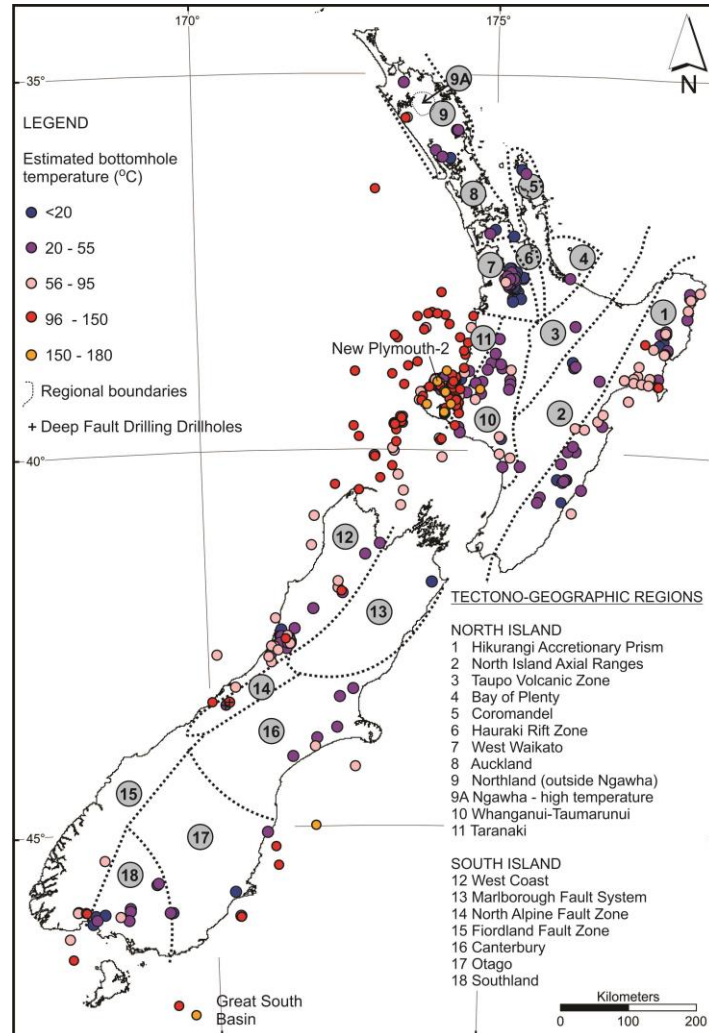 170°
175°
35°
9A
N
LEGEND
9
Estimated bottomhole
temperature (°C)
<20
20 - 55
56 - 95
96 - 150
150 - 180
Regional boundaries
+ Deep Fault Drilling Drillholes
5
8
6
4
7
1
New Plymouth-2
11
3
10
2
40°
12
13
TECTONO-GEOGRAPHIC REGIONS
NORTH ISLAND
1 Hikurangi Accretionary Prism
2 North Island Axial Ranges
3 Taupo Volcanic Zone
4 Bay of Plenty
5 Coromandel
6 Hauraki Rift Zone
7 West Waikato
8 Auckland
9 Northland (outside Ngawha)
9A Ngawha - high temperature
10 Whanganui-Taumarunui
11 Taranaki
14
16
15
17
45°
18
SOUTH ISLAND
12 West Coast
13 Marlborough Fault System
14 North Alpine Fault Zone
15 Fiordland Fault Zone
16 Canterbury
17 Otago
18 Southland
Great South
Basin
Kilometers
0 100 200